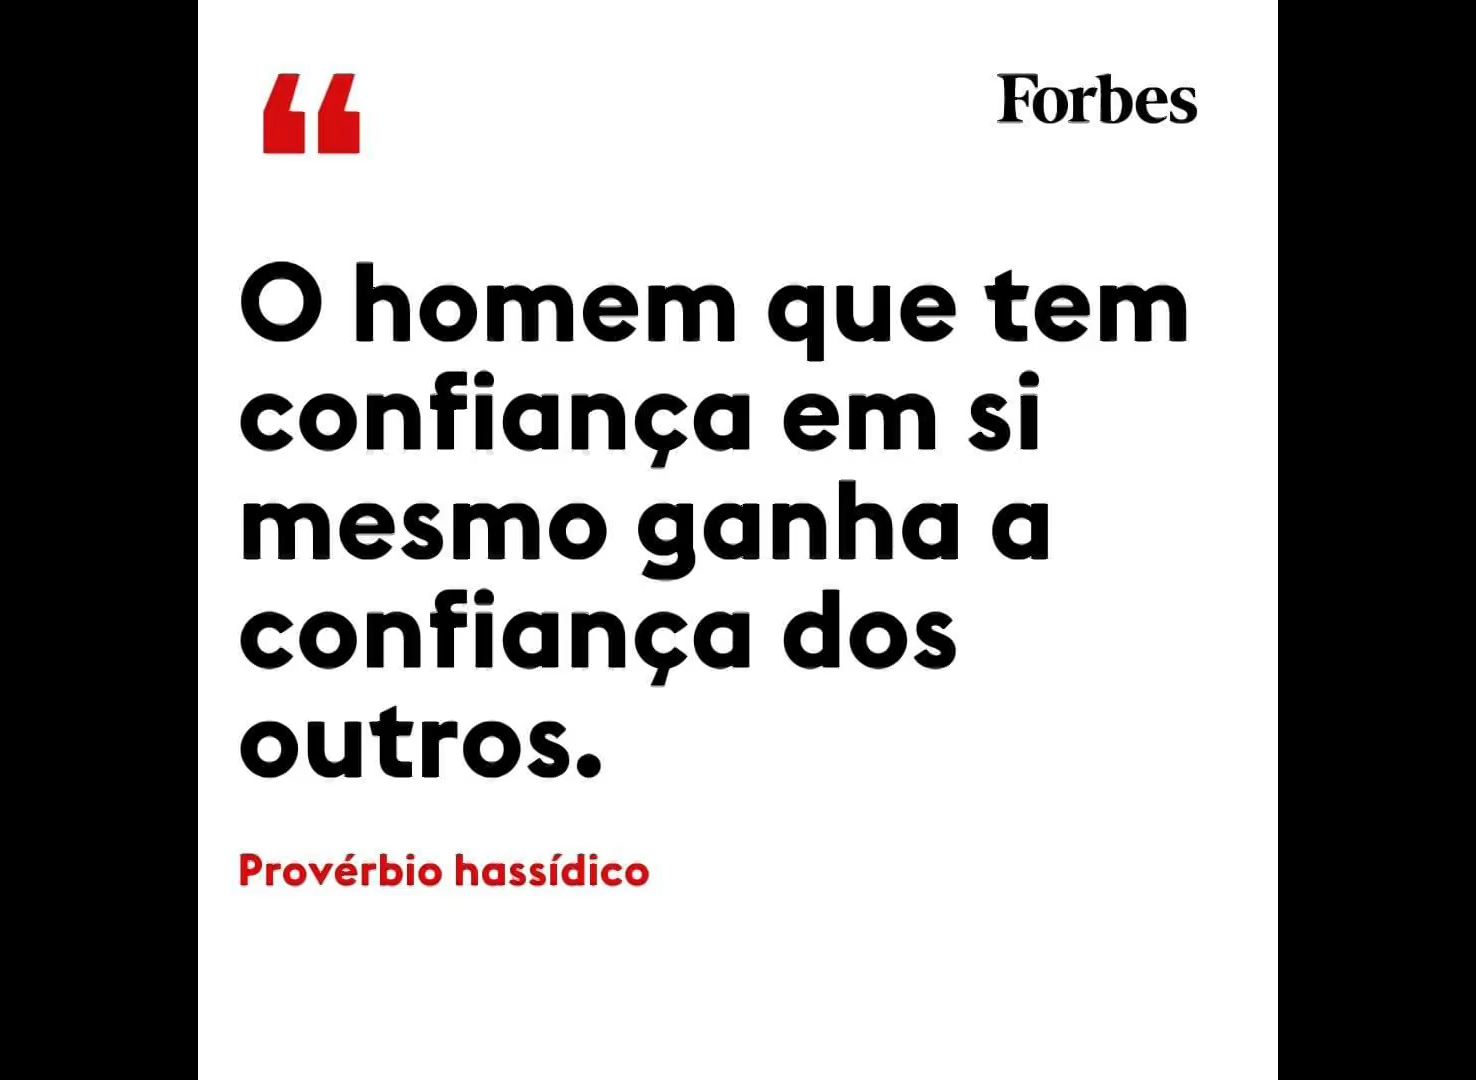 “
Forbes
O homem que tem
confiança em si
mesmo ganha a
confiança dos
outros.
Provérbio hassídico